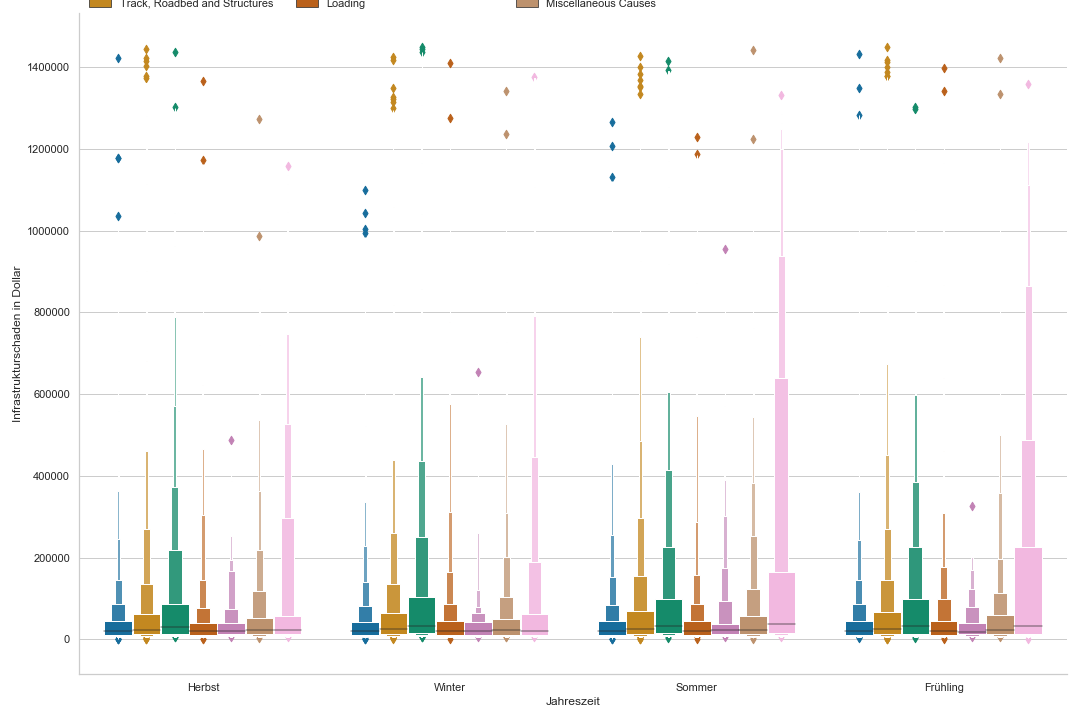 Track, Roadbed and Structures Loading Miscellaneous Causes
1400000
1200000
1000000
800000
600000
400000
200000
0
Infrastrukturschaden in Dollar
Herbst Winter Sommer Frühling
Jahreszeit